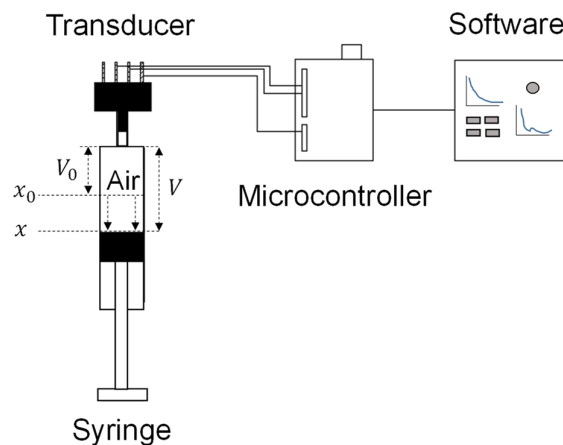 Transducer
Software
V₀
Air
V
x₀
x
Microcontroller
Syringe